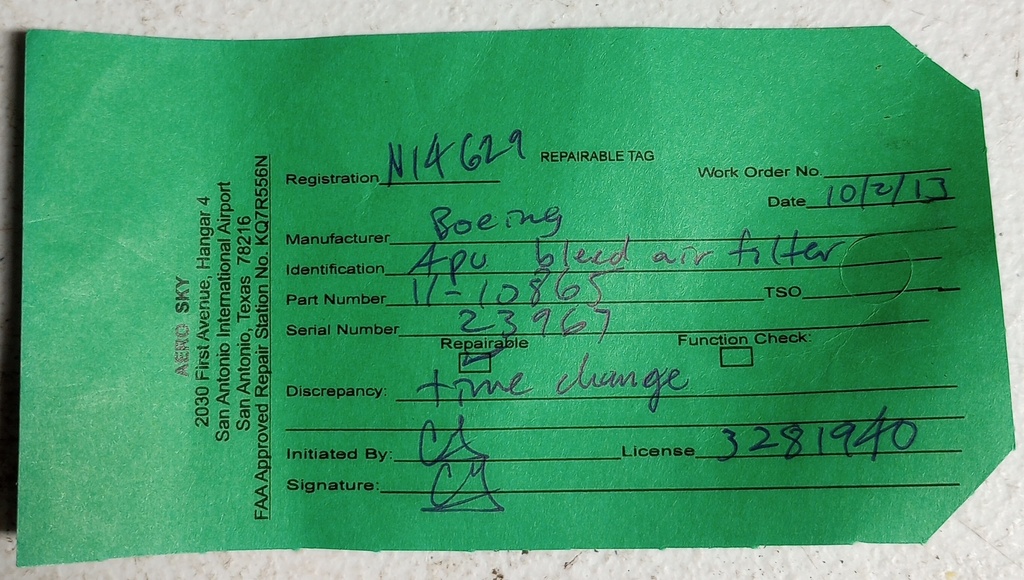 AERO SKY
2030 First Avenue, Hangar 4
San Antonio International Airport
San Antonio, Texas 78216
FAA Approved Repair Station No. KQ7R556N
REPAIRABLE TAG
Registration N14629
Work Order No.
Date 10/2/13
Manufacturer Boeing
Identification Apu bleed air filter
Part Number 11-10865 TSO
Serial Number 23967
Repairable Function Check:
Discrepancy: time change
Initiated By: CA License 3281940
Signature: